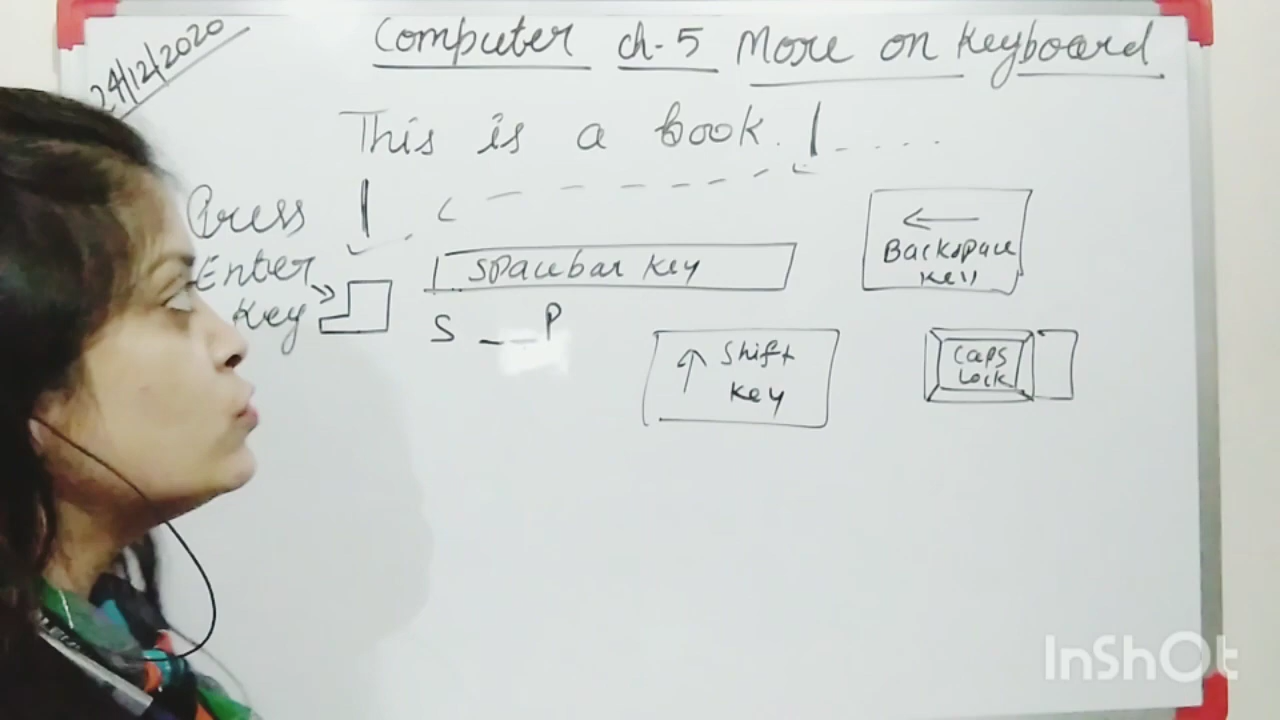 24/12/2020
Computer ch-5 More on Keyboard
This is a book. | . . . . .
Press
Enter
Key
Spacebar key
S _ _ P
←
Backspace
key
↑ Shift
key
Caps
Lock
InShOt